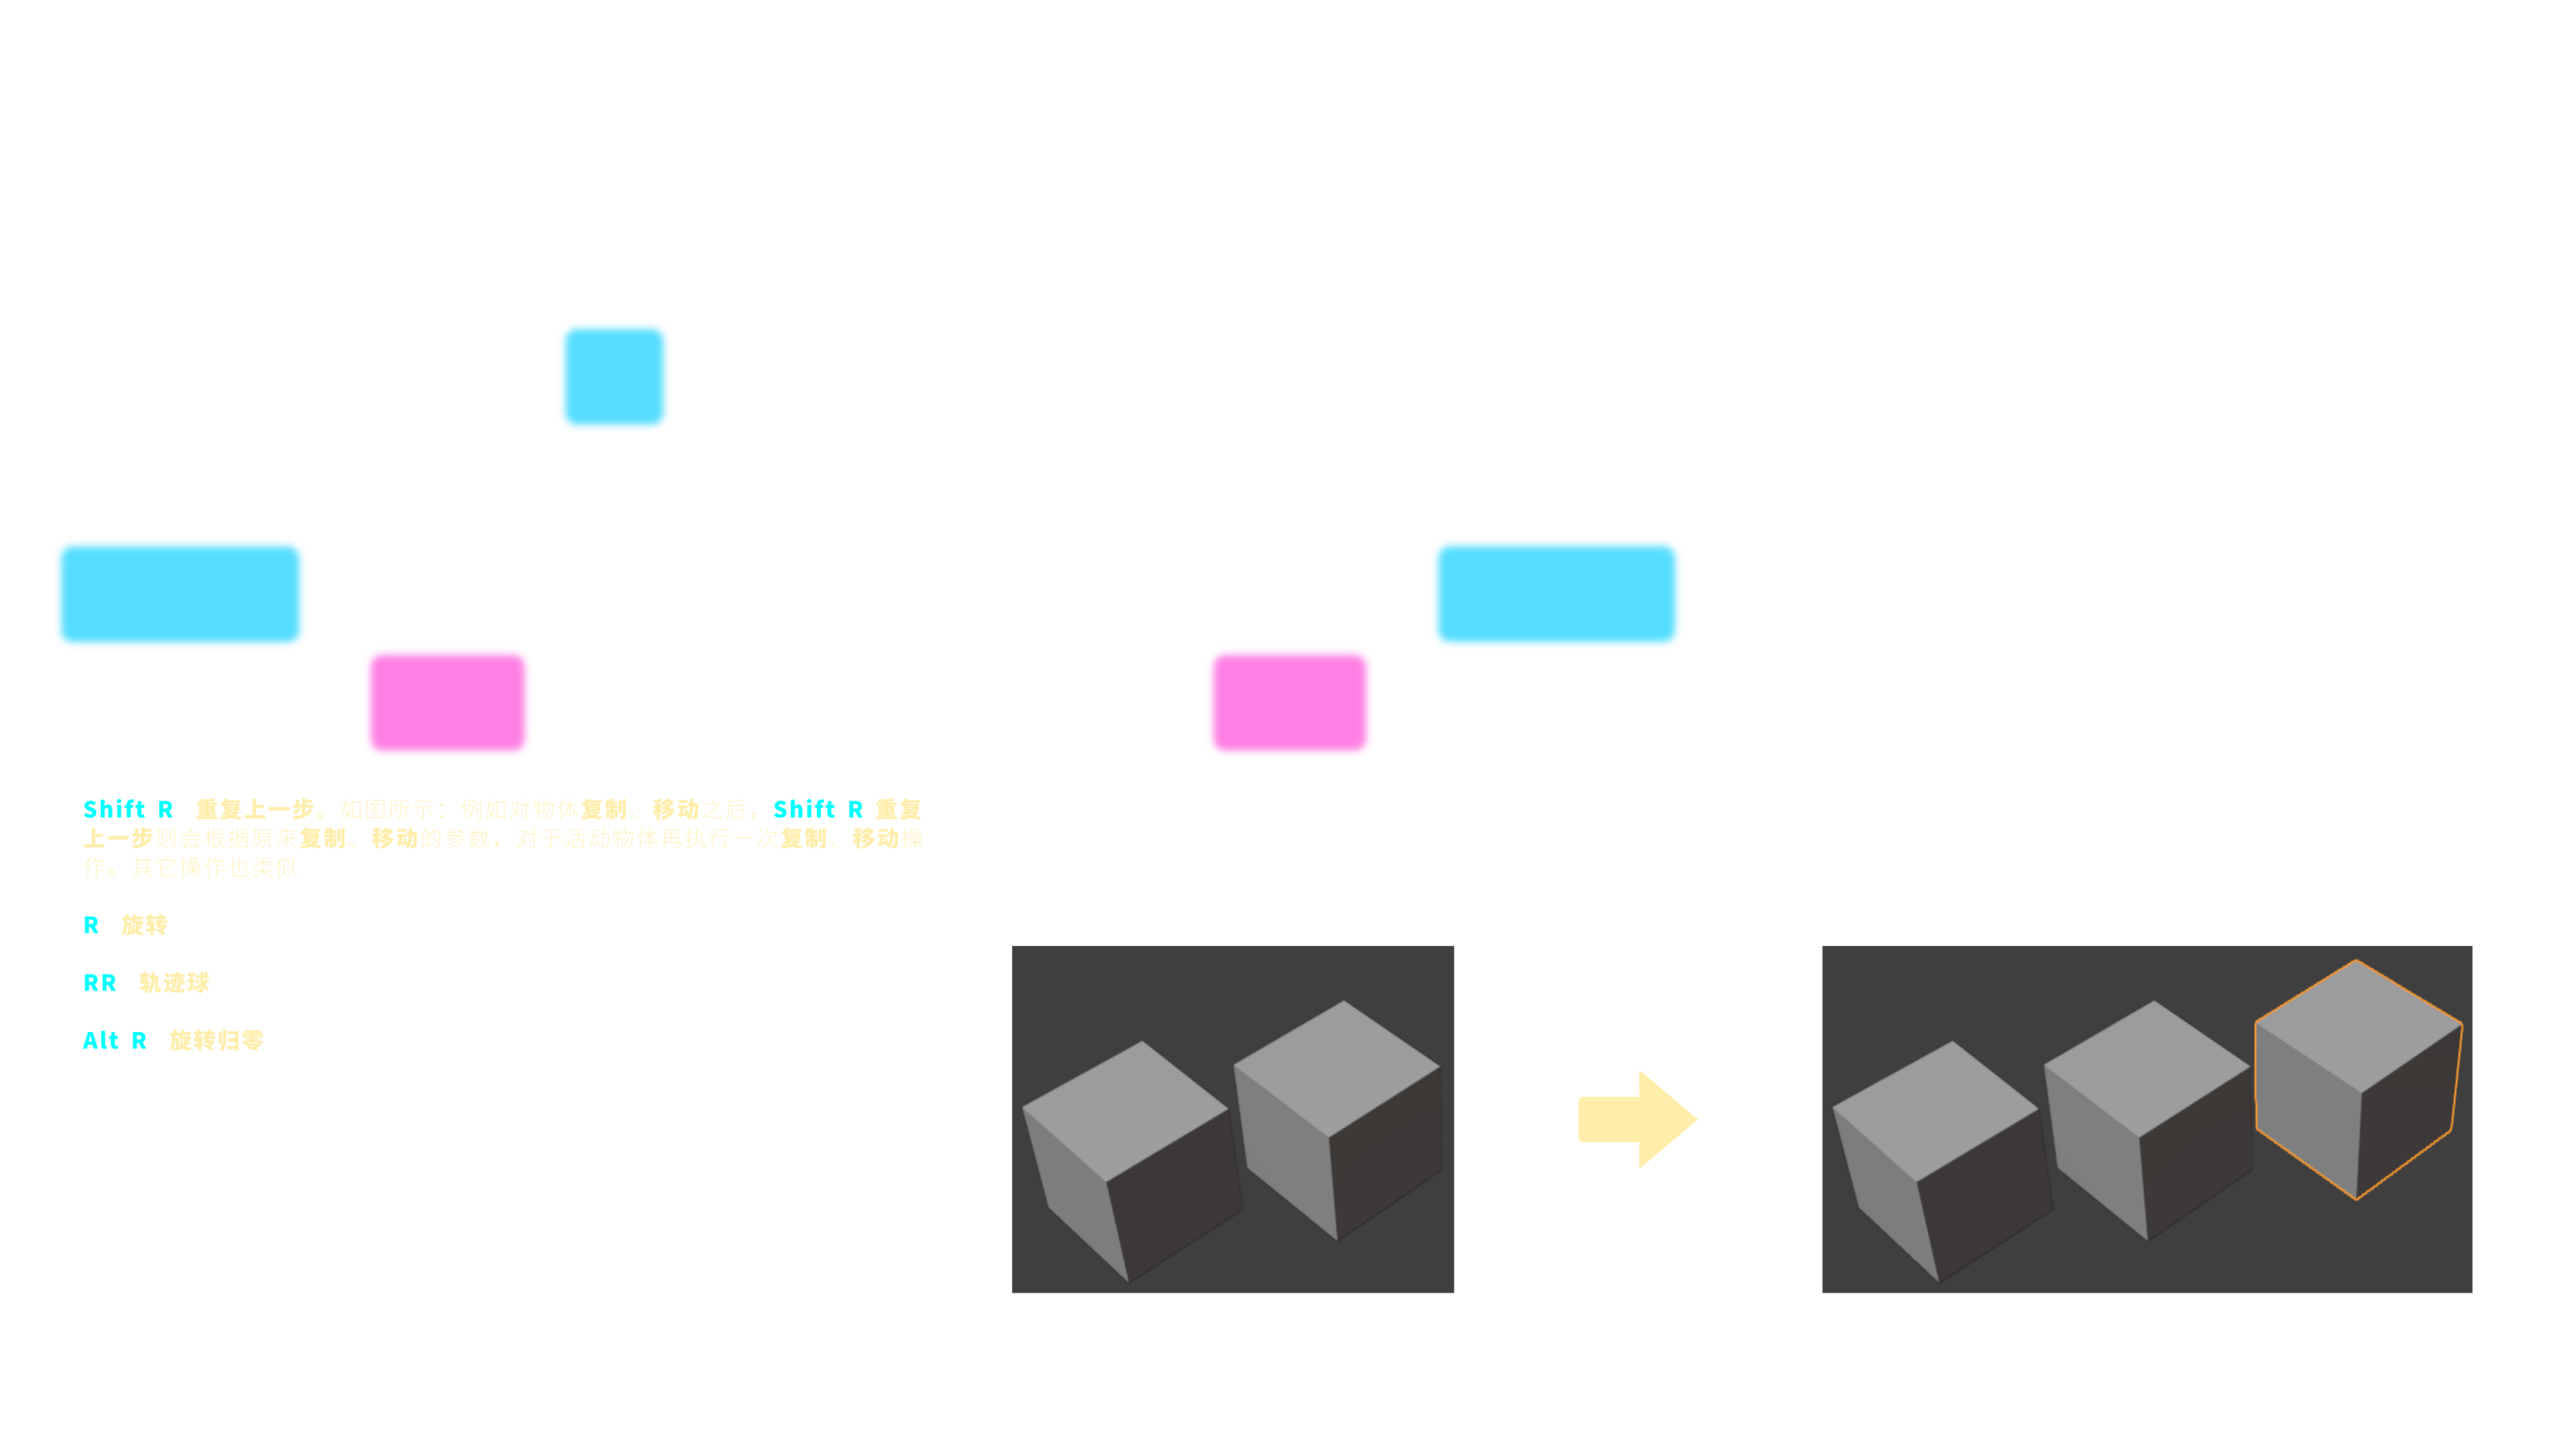 Shift R 重复上一步。如图所示：例如对物体复制、移动之后，Shift R 重复
上一步则会根据原来复制、移动的参数，对于活动物体再执行一次复制、移动操
作。其它操作也类似
R 旋转
RR 轨迹球
Alt R 旋转归零